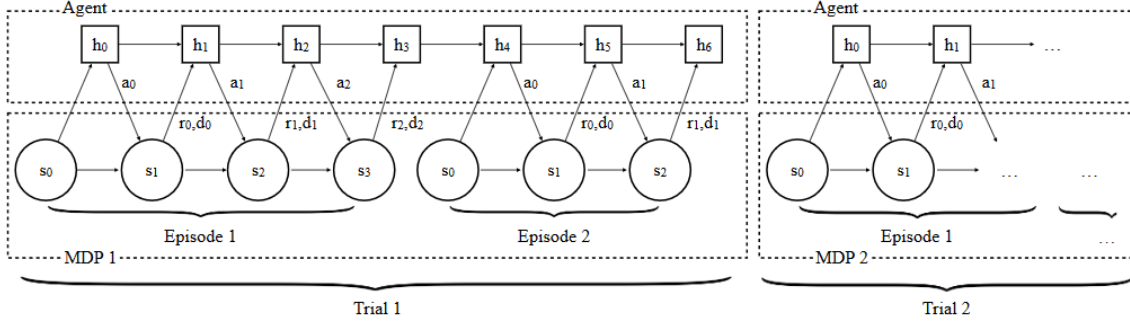 Agent Agent
h0 h1 h2 h3 h4 h5 h6 h0 h1 ...
a0 a1 a2 a0 a1 a0 a1
r0,d0 r1,d1 r2,d2 r0,d0 r1,d1 r0,d0
s0 s1 s2 s3 s0 s1 s2 s0 s1 ... ...
Episode 1 Episode 2 Episode 1 ...
MDP 1 MDP 2
Trial 1 Trial 2